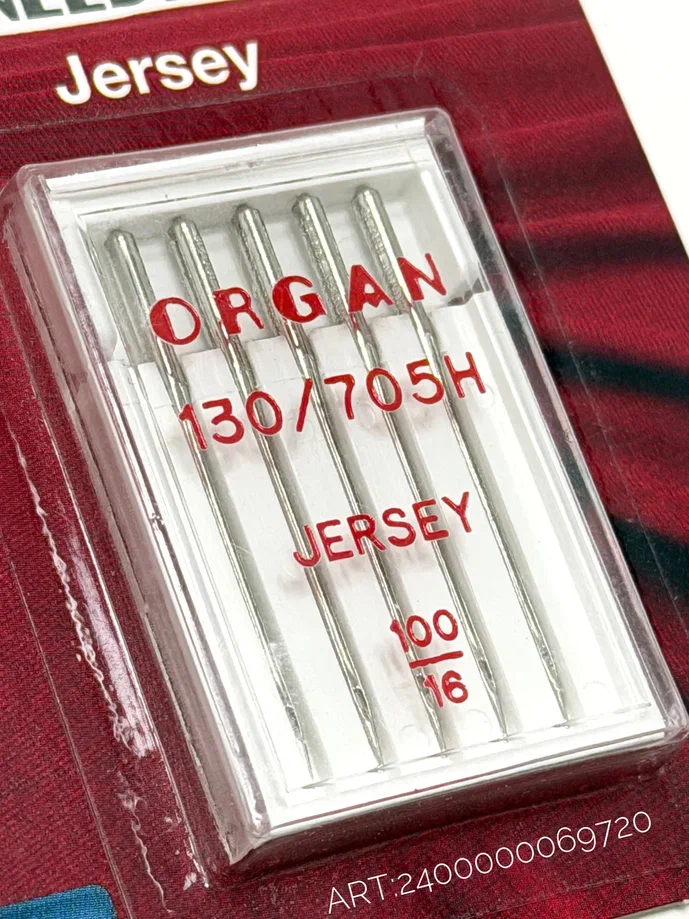 Jersey
ORGAN
130/705H
JERSEY
100
16
ART:2400000069720